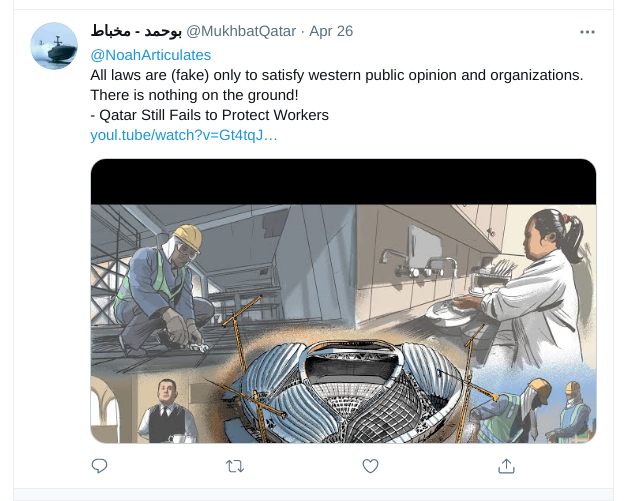 بوحمد - مخباط @MukhbatQatar · Apr 26
@NoahArticulates
All laws are (fake) only to satisfy western public opinion and organizations.
There is nothing on the ground!
- Qatar Still Fails to Protect Workers
youl.tube/watch?v=Gt4tqJ…